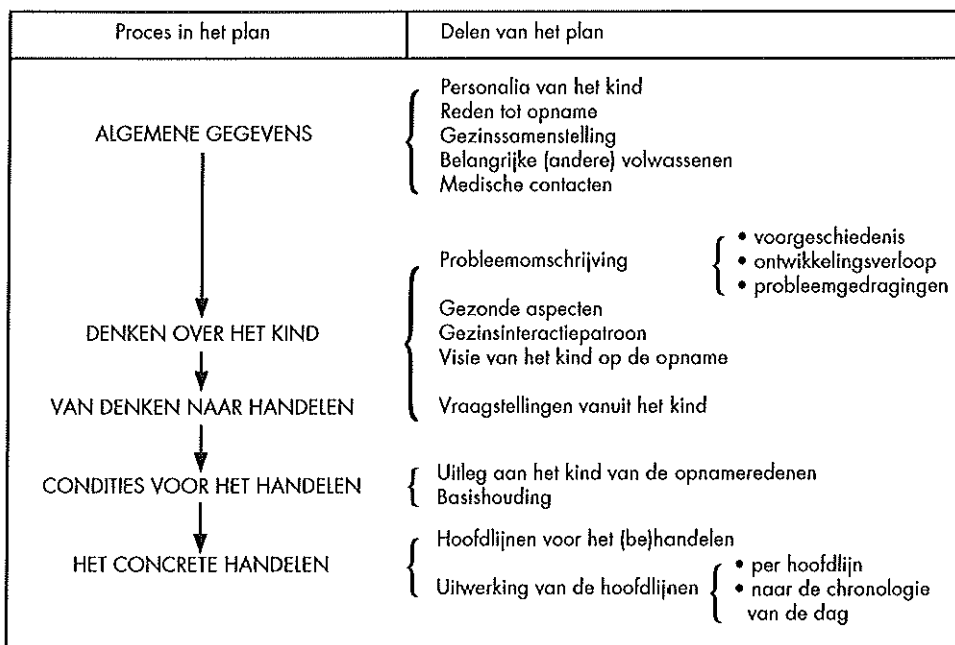 Proces in het plan
Delen van het plan
ALGEMENE GEGEVENS
Personalia van het kind
Reden tot opname
Gezinssamenstelling
Belangrijke (andere) volwassenen
Medische contacten
DENKEN OVER HET KIND
VAN DENKEN NAAR HANDELEN
Probleemomschrijving
• voorgeschiedenis
• ontwikkelingsverloop
• probleemgedragingen
Gezonde aspecten
Gezinsinteractiepatroon
Visie van het kind op de opname
Vraagstellingen vanuit het kind
CONDITIES VOOR HET HANDELEN
Uitleg aan het kind van de opnameredenen
Basishouding
HET CONCRETE HANDELEN
Hoofdlijnen voor het (be)handelen
Uitwerking van de hoofdlijnen
• per hoofdlijn
• naar de chronologie
van de dag